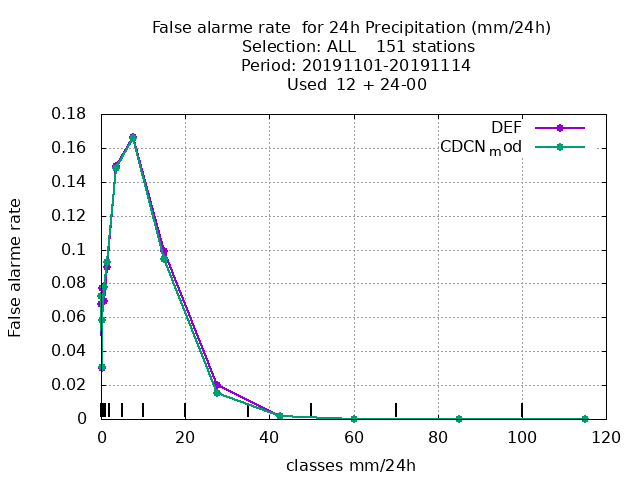 False alarme rate  for 24h Precipitation (mm/24h)
Selection: ALL    151 stations
Period: 20191101-20191114
Used  12 + 24-00
DEF
CDCN_mod
False alarme rate
0.18
0.16
0.14
0.12
0.1
0.08
0.06
0.04
0.02
0
0 20 40 60 80 100 120
classes mm/24h